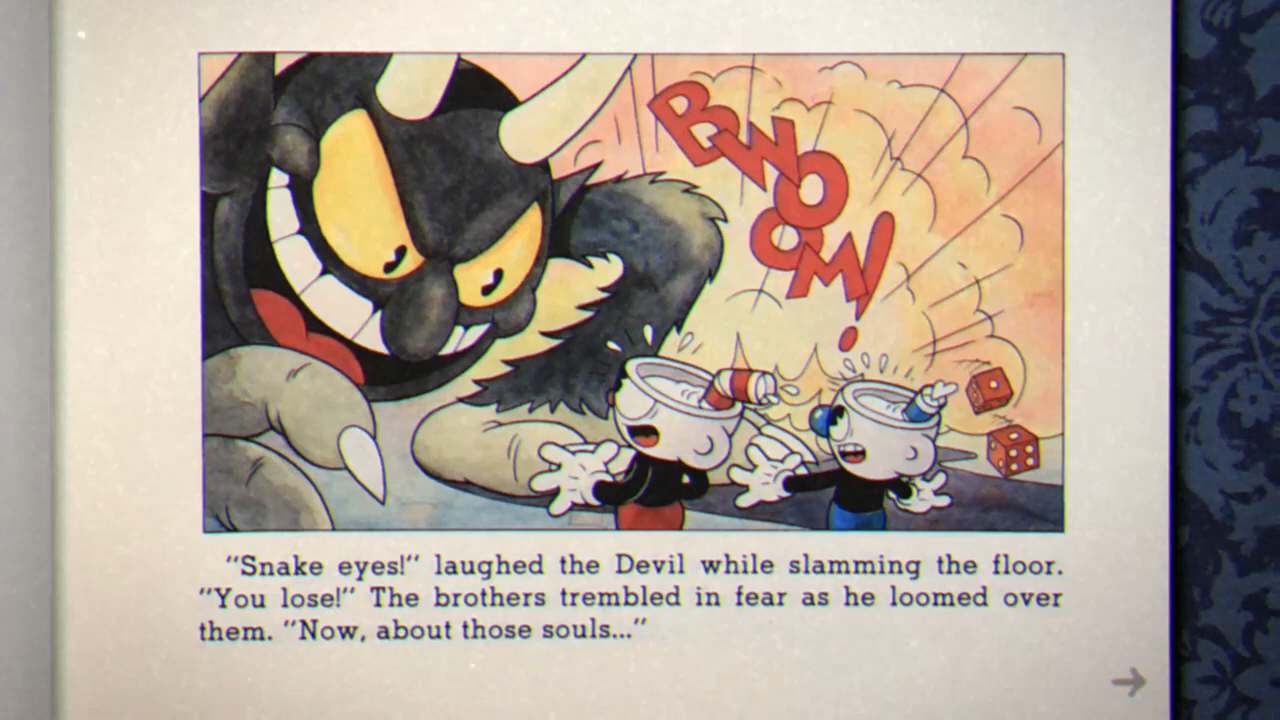 BWOOM!
“Snake eyes!“ laughed the Devil while slamming the floor.
“You lose!“ The brothers trembled in fear as he loomed over
them. “Now, about those souls...“